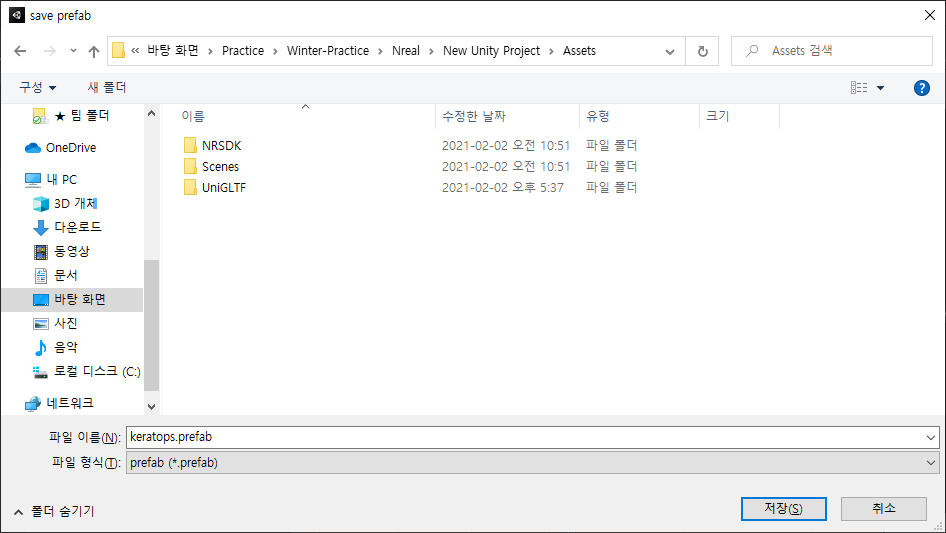 save prefab
« 바탕 화면 › Practice › Winter-Practice › Nreal › New Unity Project › Assets
Assets 검색
구성
새 폴더
★ 팀 폴더
OneDrive
내 PC
3D 개체
다운로드
동영상
문서
바탕 화면
사진
음악
로컬 디스크 (C:)
네트워크
이름 수정한 날짜 유형 크기
NRSDK 2021-02-02 오전 10:51 파일 폴더
Scenes 2021-02-02 오전 10:51 파일 폴더
UniGLTF 2021-02-02 오후 5:37 파일 폴더
파일 이름(N): keratops.prefab
파일 형식(T): prefab (*.prefab)
폴더 숨기기
저장(S) 취소